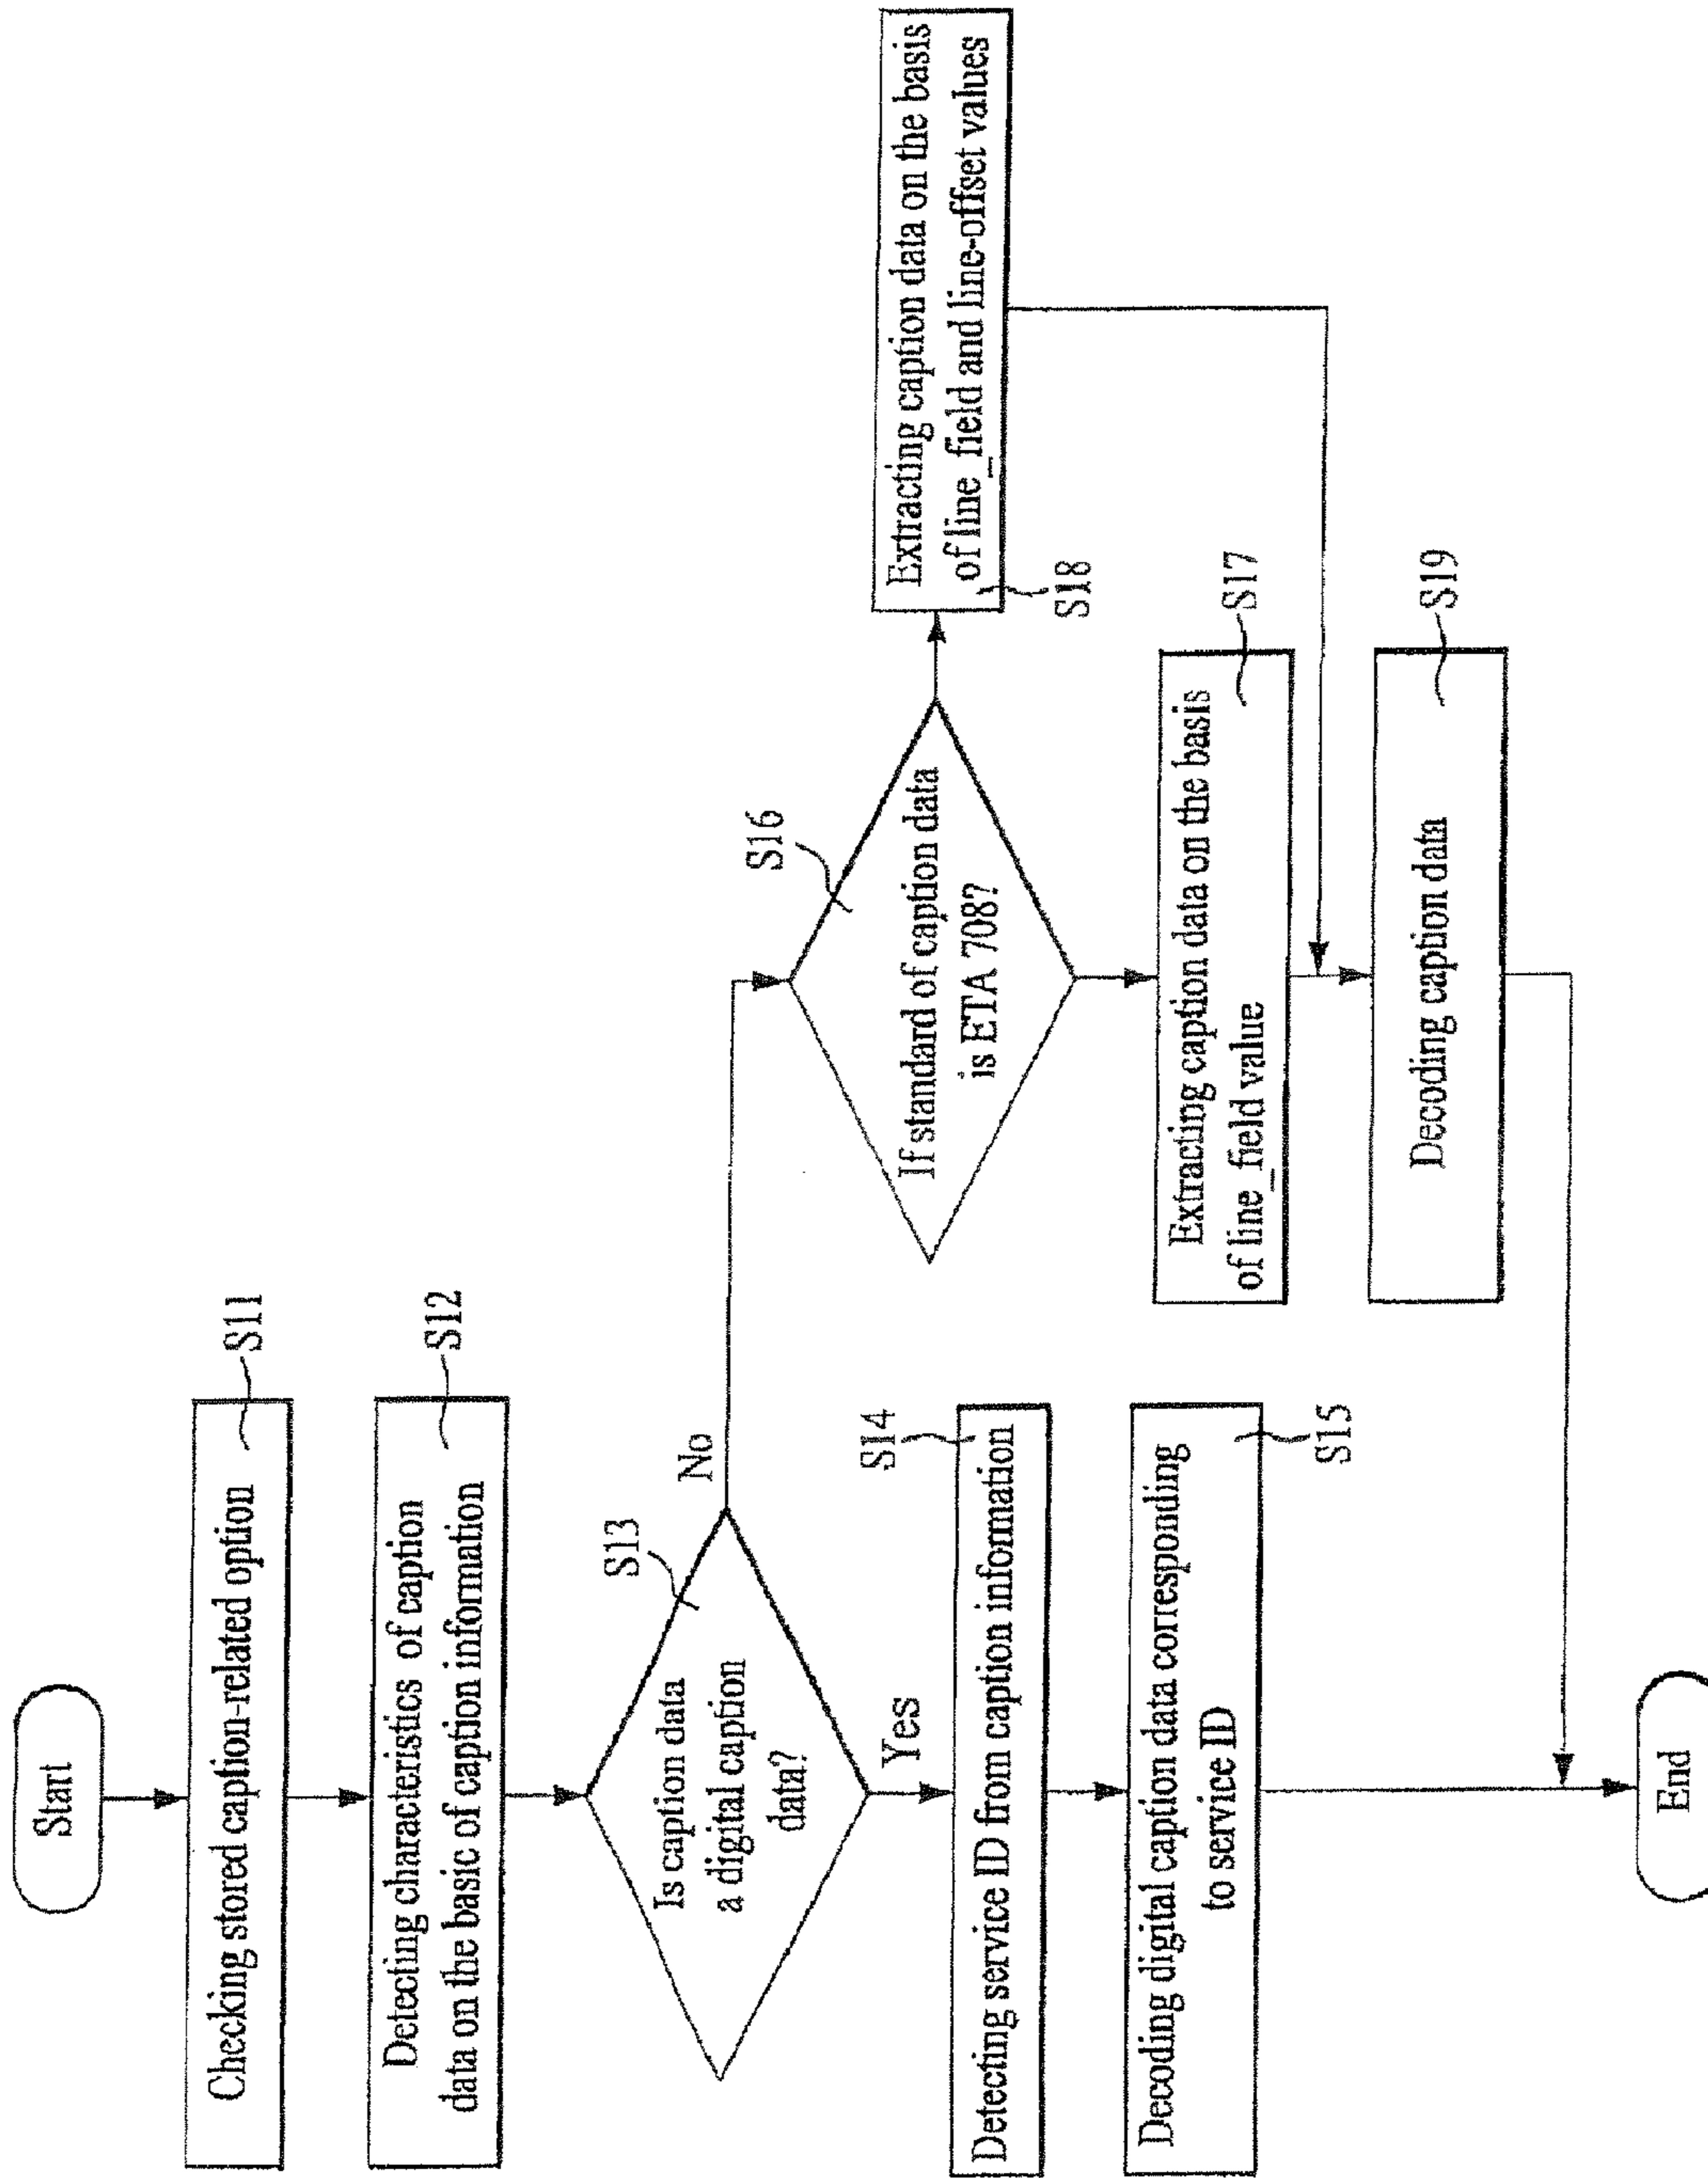 Start
Checking stored caption-related option
S11
Detecting characteristics of caption
data on the basic of caption information
S12
Is caption data
a digital caption
data?
S13
No
Yes
Detecting service ID from caption information
S14
Decoding digital caption data corresponding
to service ID
S15
If standard of caption data
is ETA 708?
S16
Extracting caption data on the basis
of line_field value
S17
Extracting caption data on the basis
of line_field and line-offset values
S18
Decoding caption data
S19
End